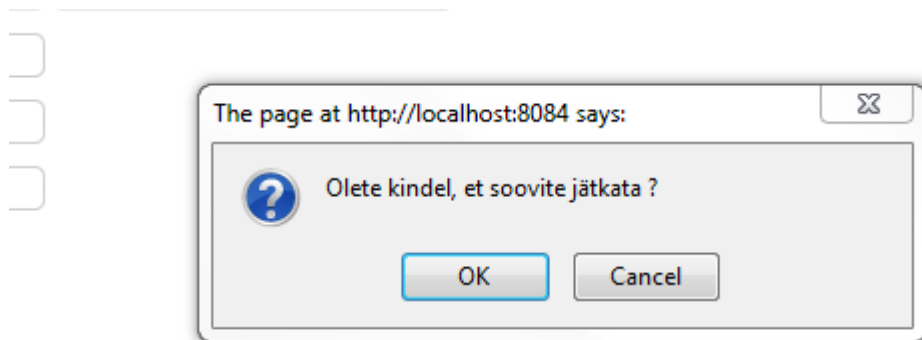 The page at http://localhost:8084 says:
Olete kindel, et soovite jätkata ?
OK
Cancel